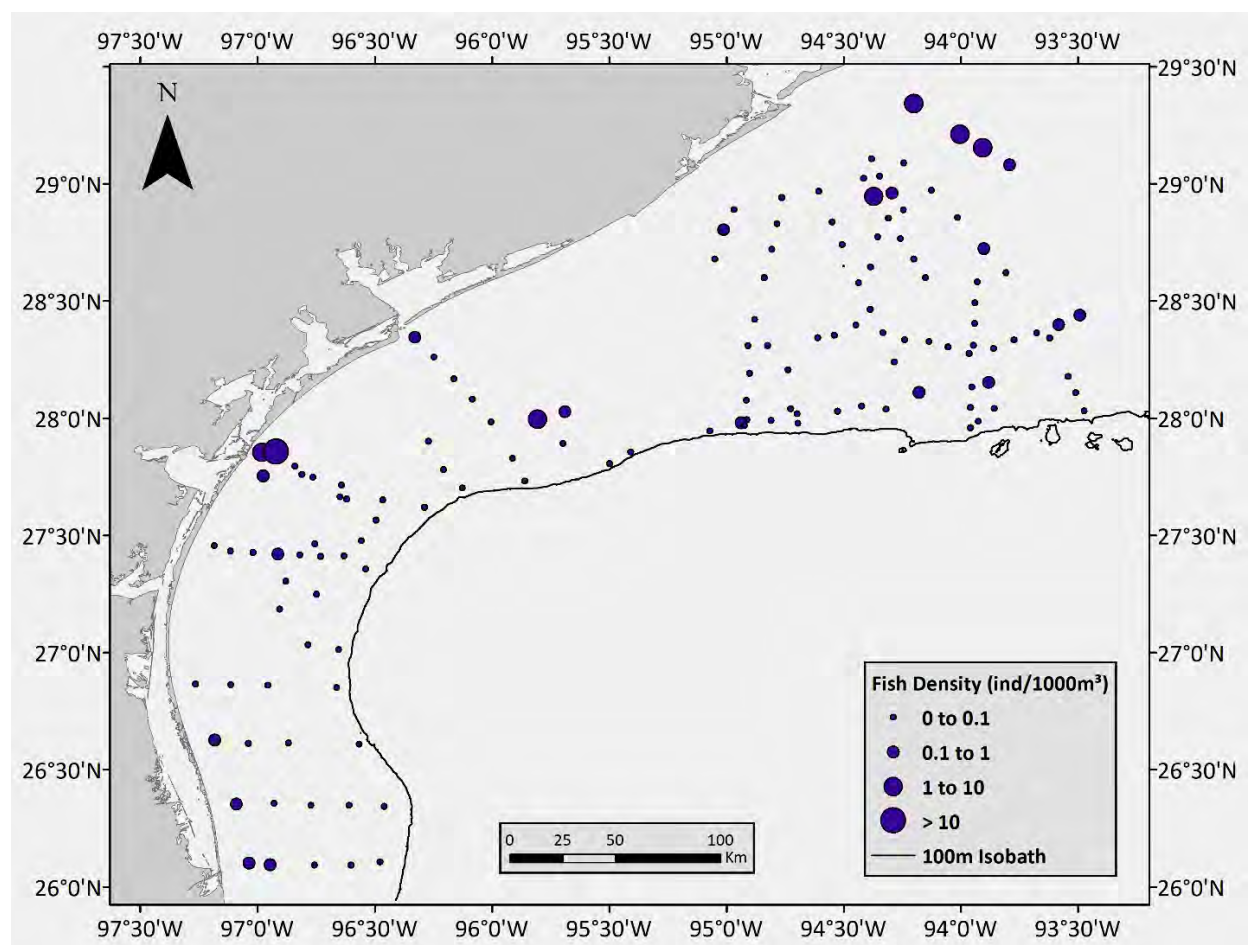 97°30'W 97°0'W 96°30'W 96°0'W 95°30'W 95°0'W 94°30'W 94°0'W 93°30'W
29°30'N
N
29°0'N 29°0'N
28°30'N 28°30'N
28°0'N 28°0'N
27°30'N 27°30'N
27°0'N 27°0'N
Fish Density (ind/1000m³)
0 to 0.1
0.1 to 1
1 to 10
> 10
100m Isobath
26°30'N 26°30'N
0 25 50 100
Km
26°0'N 26°0'N
97°30'W 97°0'W 96°30'W 96°0'W 95°30'W 95°0'W 94°30'W 94°0'W 93°30'W